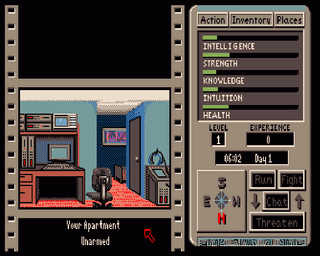 Action Inventory Places
INTELLIGENCE
STRENGTH
KNOWLEDGE
INTUITION
HEALTH
LEVEL EXPERIENCE
1 0
06:02 Day 1
S
E W
N
Run Fight
Chat
Threaten
Your Apartment
Unarmed